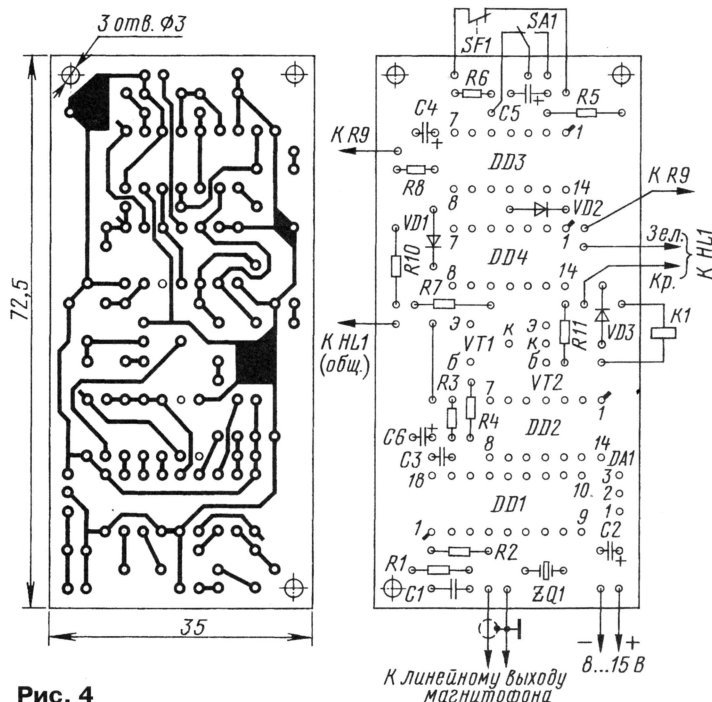 3 отв. Ф3
72,5
35
Рис. 4
SF1
SA1
R6
C5
R5
C4
7
1
К R9
DD3
R8
К R9
8
14
VD1
VD2
7
1
Зел.
DD4
К HL1
R10
8
14
Кр.
R7
К HL1
(общ.)
Э
Э
R11
VD3
K1
VT1
К
К
б
б
VT2
R3
R4
7
1
DD2
C6
8
14
C3
DA1
18
10
3
2
DD1
1
9
1
C2
R2
R1
C1
ZQ1
К линейному выходу
магнитофона
− +
8...15 В